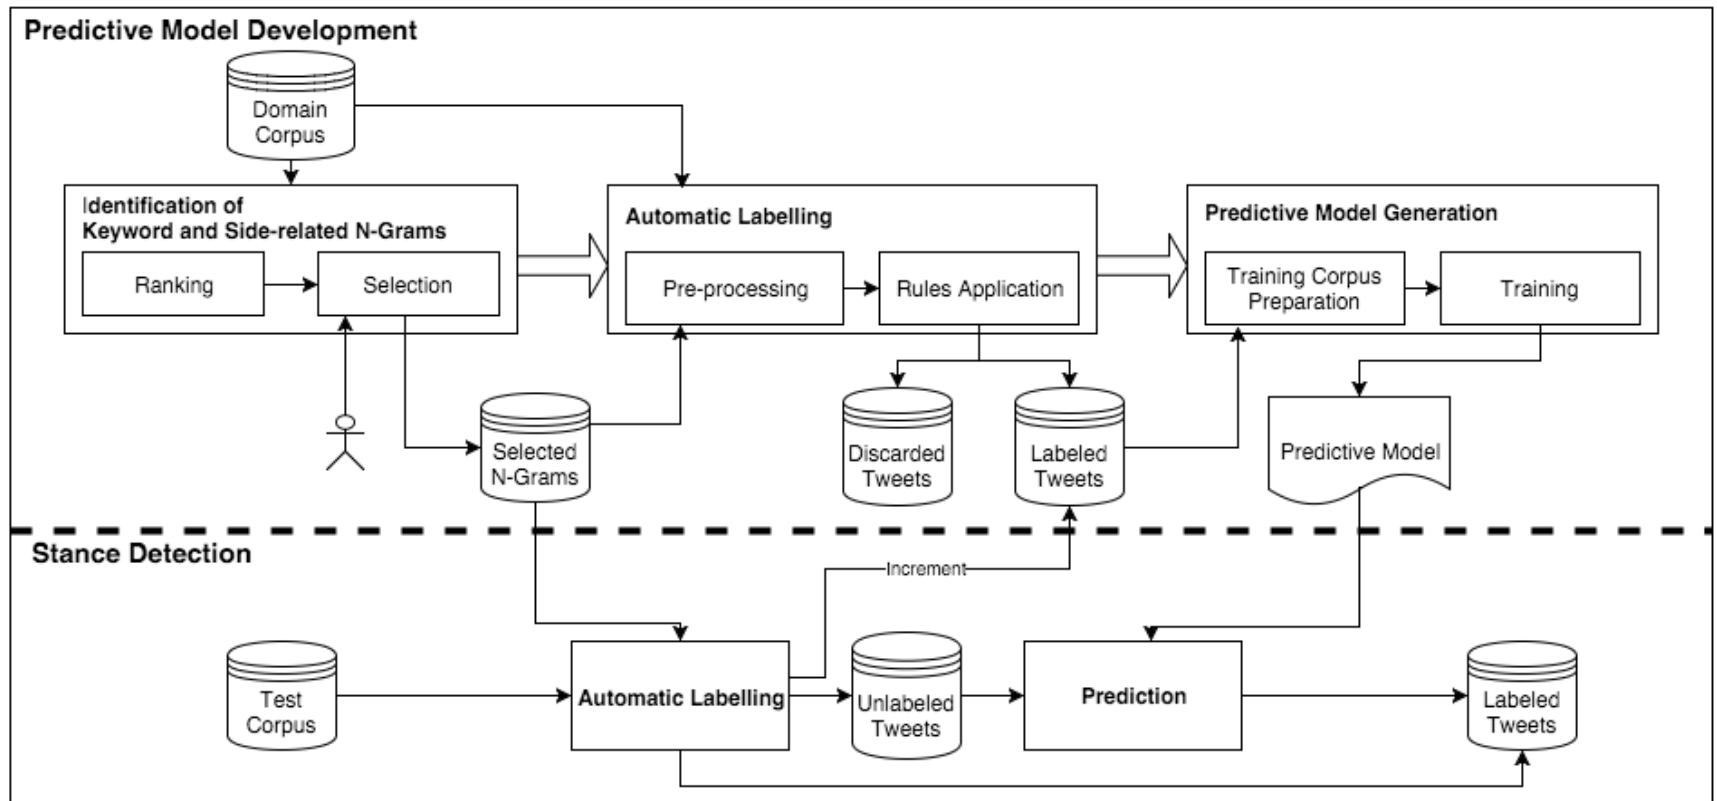 Predictive Model Development
Domain
Corpus
Identification of
Keyword and Side-related N-Grams
Ranking
Selection
Automatic Labelling
Pre-processing
Rules Application
Predictive Model Generation
Training Corpus
Preparation
Training
Selected
N-Grams
Discarded
Tweets
Labeled
Tweets
Predictive Model
Stance Detection
Increment
Test
Corpus
Automatic Labelling
Unlabeled
Tweets
Prediction
Labeled
Tweets